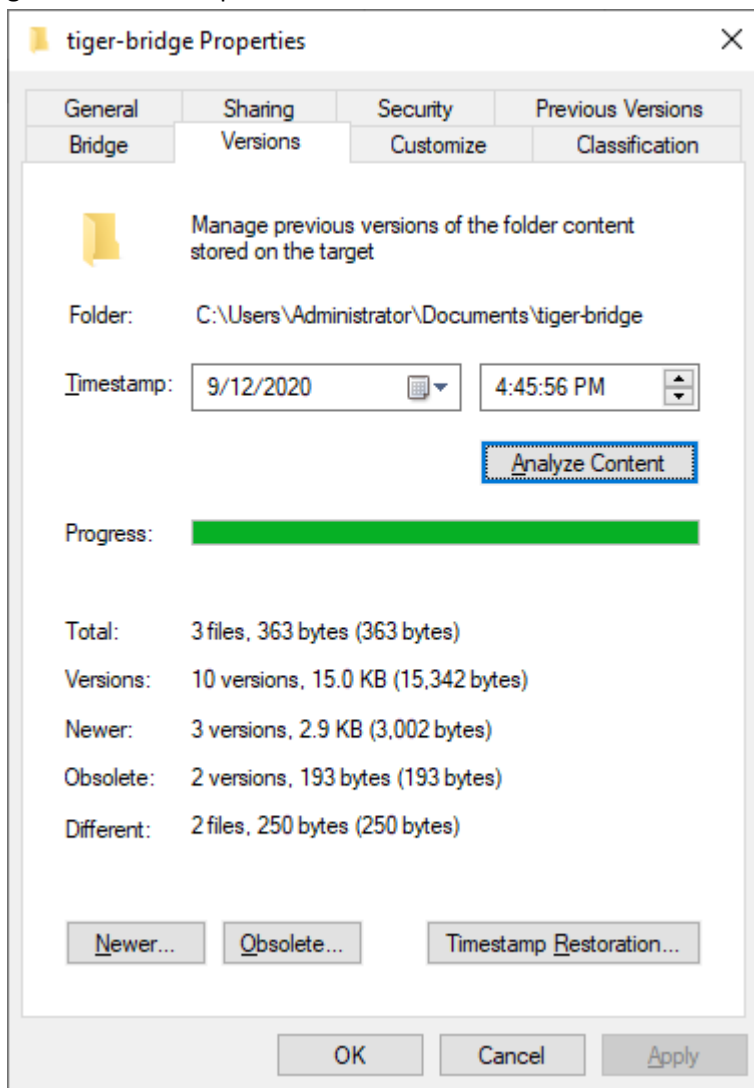 tiger-bridge Properties
General Sharing Security Previous Versions
Bridge Versions Customize Classification
Manage previous versions of the folder content
stored on the target
Folder: C:\Users\Administrator\Documents\tiger-bridge
Timestamp: 9/12/2020 4:45:56 PM
Analyze Content
Progress:
Total: 3 files, 363 bytes (363 bytes)
Versions: 10 versions, 15.0 KB (15,342 bytes)
Newer: 3 versions, 2.9 KB (3,002 bytes)
Obsolete: 2 versions, 193 bytes (193 bytes)
Different: 2 files, 250 bytes (250 bytes)
Newer... Obsolete... Timestamp Restoration...
OK Cancel Apply